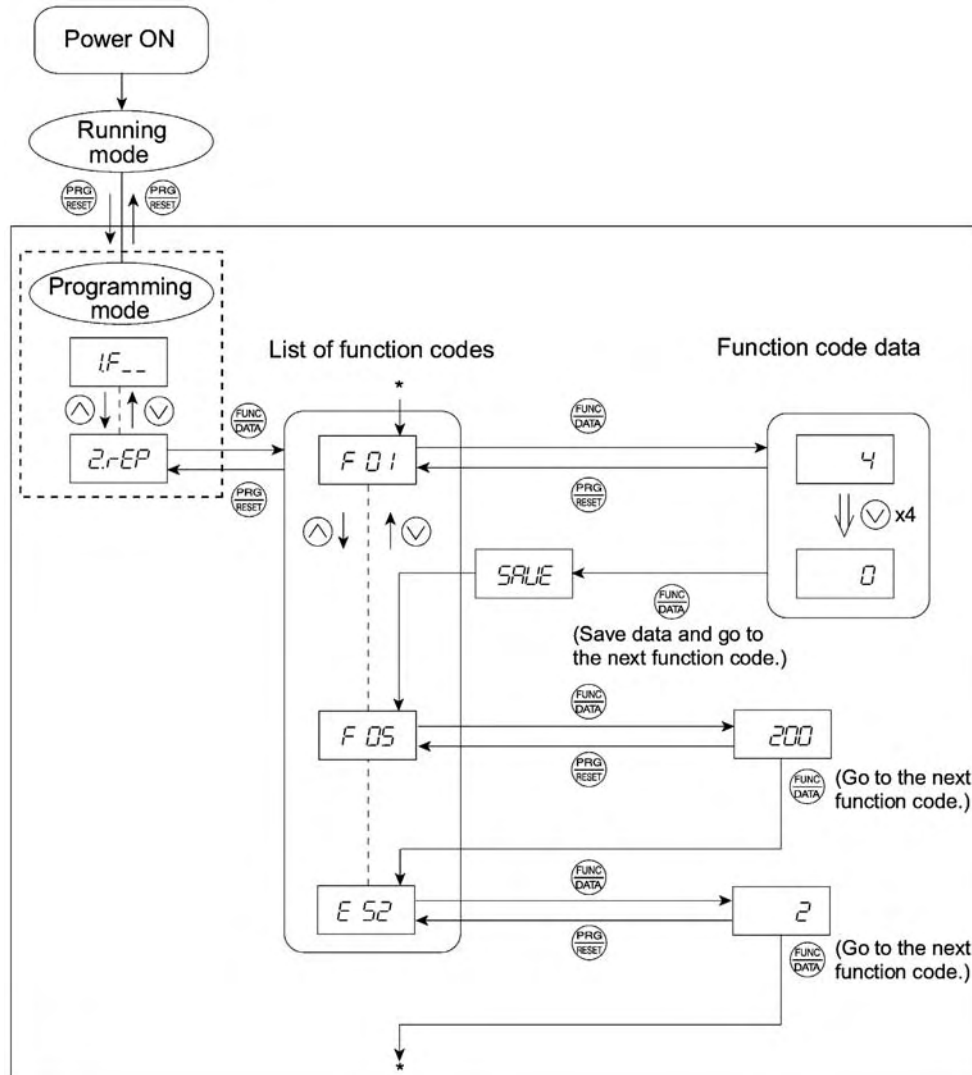 Power ON
Running
mode
PRG
RESET
PRG
RESET
Programming
mode
1.F__
2.rEP
FUNC
DATA
PRG
RESET
List of function codes
*
F 01
FUNC
DATA
PRG
RESET
Function code data
4
x4
0
SAVE
FUNC
DATA
(Save data and go to
the next function code.)
F 05
FUNC
DATA
PRG
RESET
200
FUNC
DATA
(Go to the next
function code.)
E 52
FUNC
DATA
PRG
RESET
2
FUNC
DATA
(Go to the next
function code.)
*